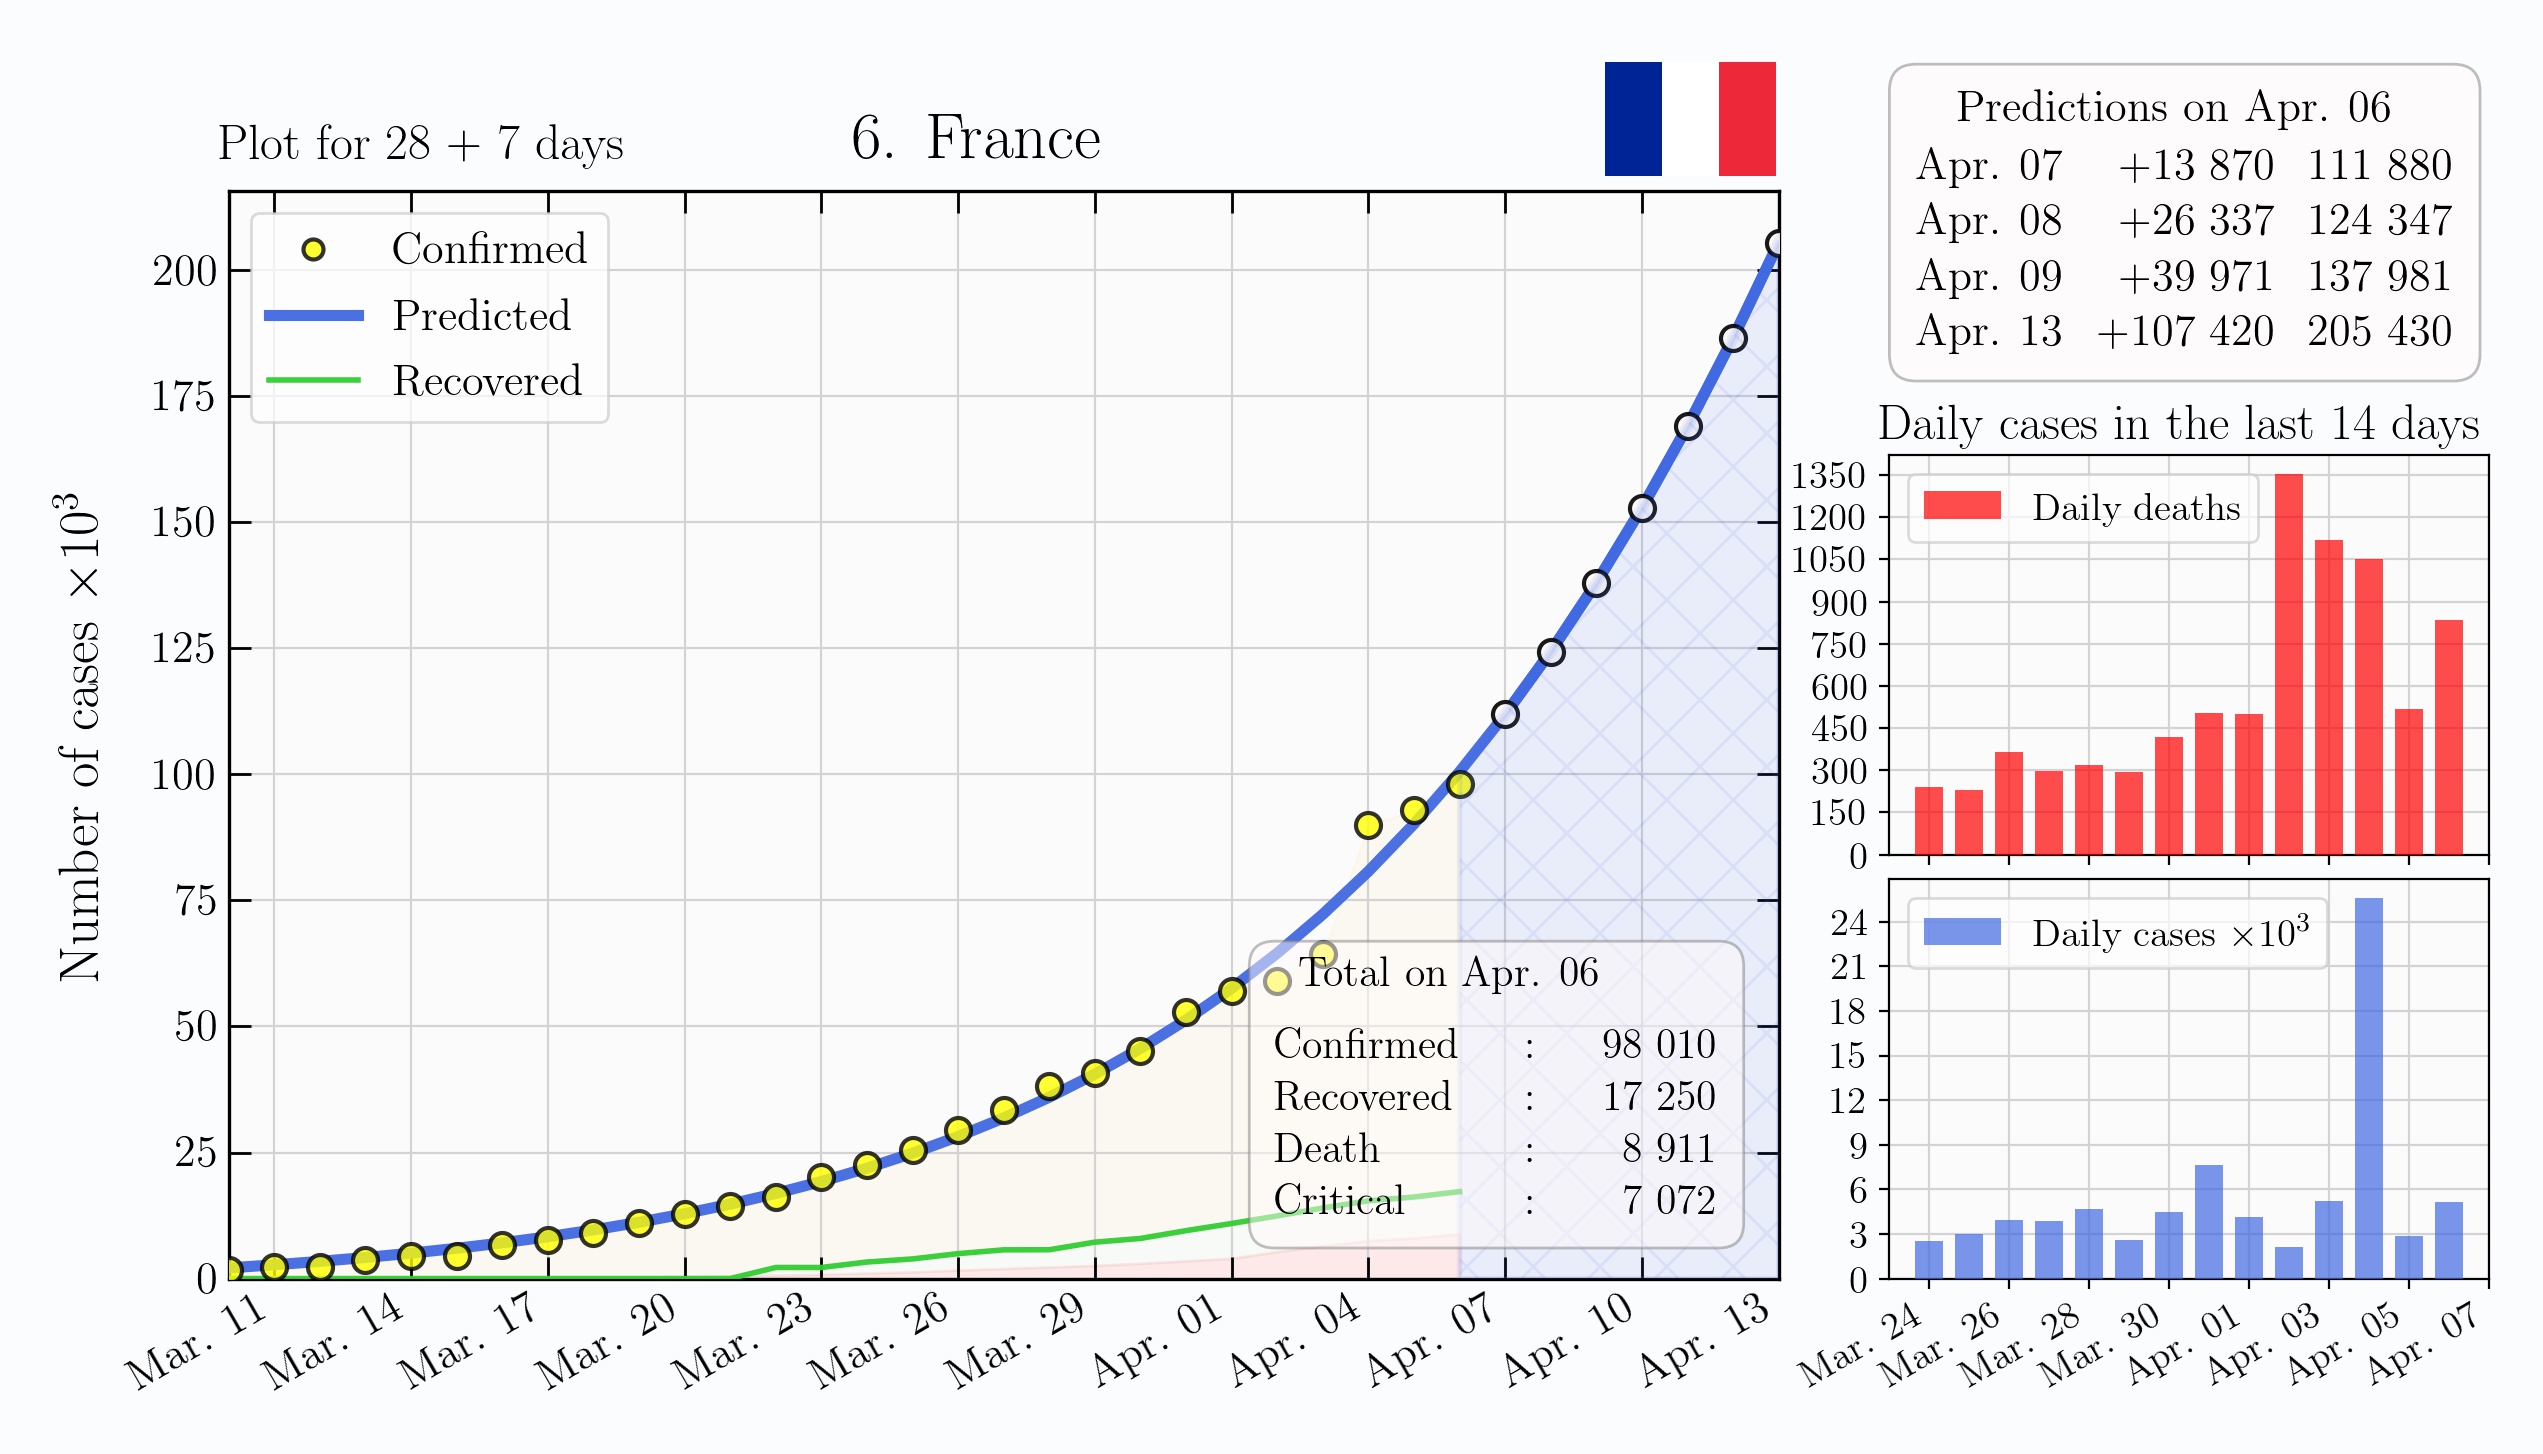 Plot for 28 + 7 days
6. France
Confirmed
Predicted
Recovered
Number of cases ×10³
200
175
150
125
100
75
50
25
0
Mar. 11
Mar. 14
Mar. 17
Mar. 20
Mar. 23
Mar. 26
Mar. 29
Apr. 01
Apr. 04
Apr. 07
Apr. 10
Apr. 13
Total on Apr. 06
Confirmed : 98 010
Recovered : 17 250
Death : 8 911
Critical : 7 072
Predictions on Apr. 06
Apr. 07 +13 870 111 880
Apr. 08 +26 337 124 347
Apr. 09 +39 971 137 981
Apr. 13 +107 420 205 430
Daily cases in the last 14 days
Daily deaths
1350
1200
1050
900
750
600
450
300
150
0
Daily cases ×10³
24
21
18
15
12
9
6
3
0
Mar. 24
Mar. 26
Mar. 28
Mar. 30
Apr. 01
Apr. 03
Apr. 05
Apr. 07